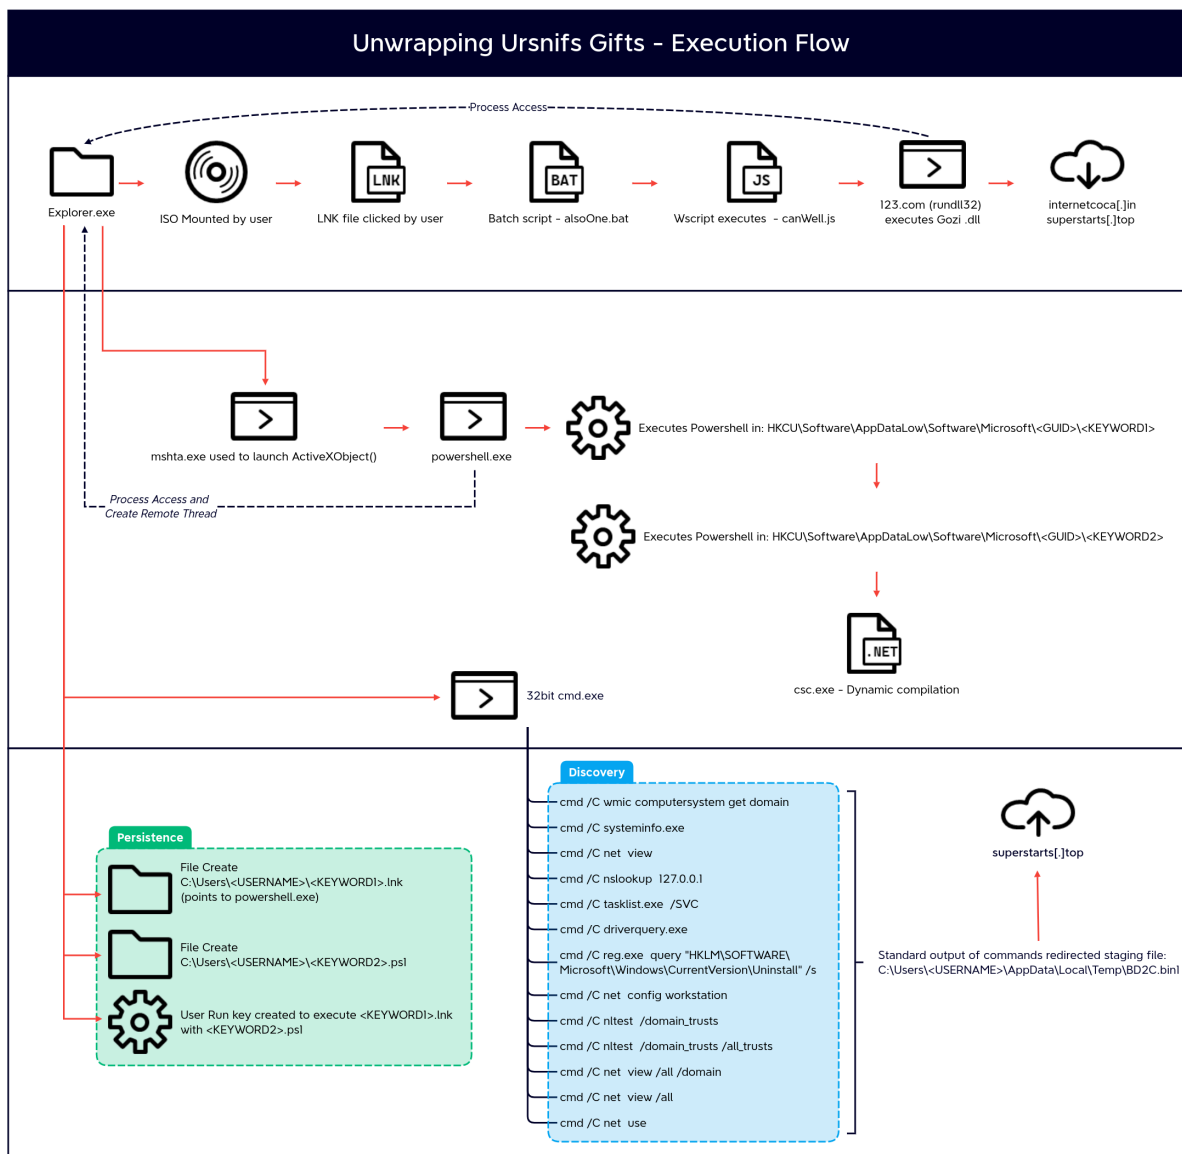 Unwrapping Ursnifs Gifts - Execution Flow
Process Access
LNK
BAT
JS
Explorer.exe
ISO Mounted by user
LNK file clicked by user
Batch script - alsoOne.bat
Wscript executes - canWell.js
123.com (rundll32)
executes Gozi .dll
internetcoca[.]in
superstarts[.]top
mshta.exe used to launch ActiveXObject()
powershell.exe
Executes Powershell in: HKCU\Software\AppDataLow\Software\Microsoft\<GUID>\<KEYWORD1>
Process Access and
Create Remote Thread
Executes Powershell in: HKCU\Software\AppDataLow\Software\Microsoft\<GUID>\<KEYWORD2>
.NET
csc.exe - Dynamic compilation
32bit cmd.exe
Discovery
cmd /C wmic computersystem get domain
cmd /C systeminfo.exe
cmd /C net view
cmd /C nslookup 127.0.0.1
cmd /C tasklist.exe /SVC
cmd /C driverquery.exe
cmd /C reg.exe query "HKLM\SOFTWARE\
Microsoft\Windows\CurrentVersion\Uninstall" /s
cmd /C net config workstation
cmd /C nltest /domain_trusts
cmd /C nltest /domain_trusts /all_trusts
cmd /C net view /all /domain
cmd /C net view /all
cmd /C net use
superstarts[.]top
Standard output of commands redirected staging file:
C:\Users\<USERNAME>\AppData\Local\Temp\BD2C.bin1
Persistence
File Create
C:\Users\<USERNAME>\<KEYWORD1>.lnk
(points to powershell.exe)
File Create
C:\Users\<USERNAME>\<KEYWORD2>.ps1
User Run key created to execute <KEYWORD1>.lnk
with <KEYWORD2>.ps1